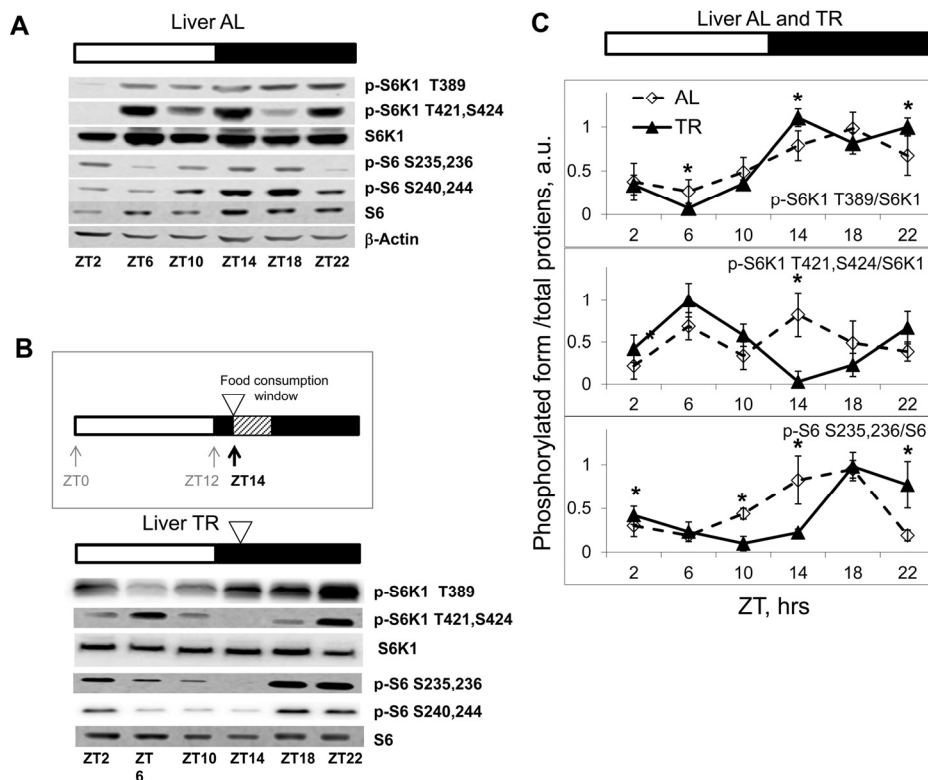 A
Liver AL
p-S6K1 T389
p-S6K1 T421,S424
S6K1
p-S6 S235,236
p-S6 S240,244
S6
β-Actin
ZT2 ZT6 ZT10 ZT14 ZT18 ZT22
B
Food consumption
window
ZT0 ZT12 ZT14
Liver TR
p-S6K1 T389
p-S6K1 T421,S424
S6K1
p-S6 S235,236
p-S6 S240,244
S6
ZT2 ZT ZT10 ZT14 ZT18 ZT22
6
C
Liver AL and TR
Phosphorylated form /total protiens, a.u.
AL
TR
* * *
1
0.5
0
p-S6K1 T389/S6K1
2 6 10 14 18 22
p-S6K1 T421,S424/S6K1
*
1
0.5
0
2 6 10 14 18 22
p-S6 S235,236/S6
* * * *
1
0.5
0
2 6 10 14 18 22
ZT, hrs